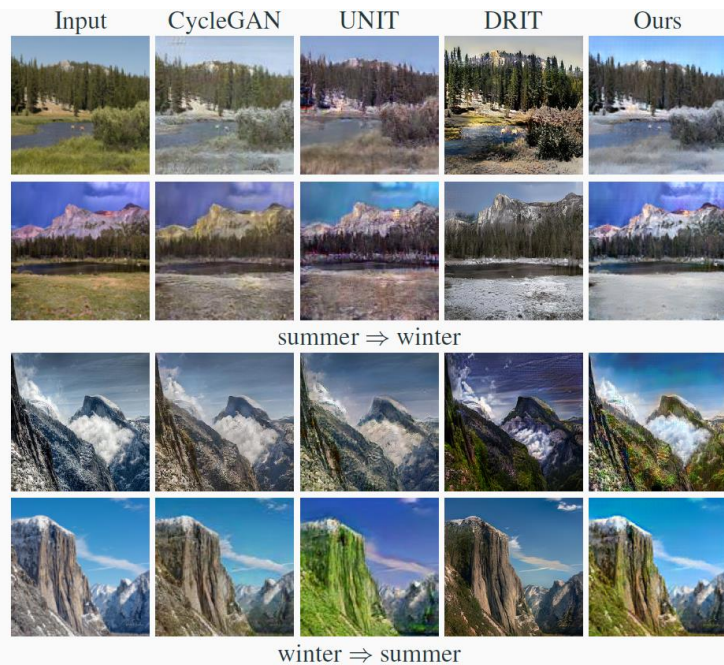 Input CycleGAN UNIT DRIT Ours
summer ⇒ winter
winter ⇒ summer